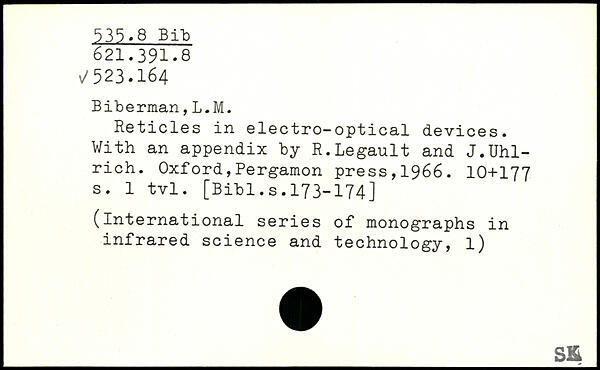 535.8 Bib
621.391.8
✓523.164
Biberman,L.M.
Reticles in electro-optical devices.
With an appendix by R.Legault and J.Uhl-
rich. Oxford,Pergamon press,1966. 10+177
s. 1 tvl. [Bibl.s.173-174]
(International series of monographs in
infrared science and technology, 1)
SK